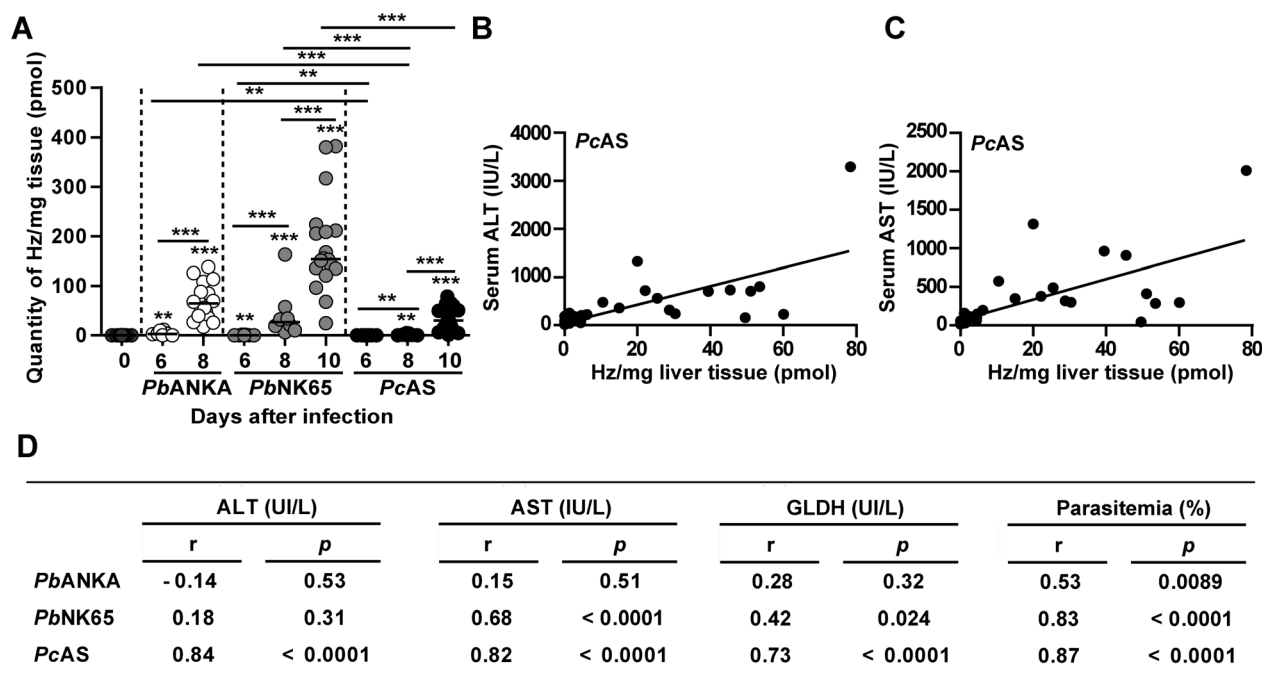 A
B
C
Quantity of Hz/mg tissue (pmol)
500
400
300
200
100
0
***
***
***
**
**
***
***
***
***
**
***
***
**
***
***
**
**
0 6 8 6 8 10 6 8 10
PbANKA PbNK65 PcAS
Days after infection
PcAS
Serum ALT (IU/L)
4000
3000
2000
1000
0
0 20 40 60 80
Hz/mg liver tissue (pmol)
PcAS
Serum AST (IU/L)
2500
2000
1500
1000
500
0
0 20 40 60 80
Hz/mg liver tissue (pmol)
D
ALT (UI/L) AST (IU/L) GLDH (UI/L) Parasitemia (%)
r p r p r p r p
PbANKA - 0.14 0.53 0.15 0.51 0.28 0.32 0.53 0.0089
PbNK65 0.18 0.31 0.68 < 0.0001 0.42 0.024 0.83 < 0.0001
PcAS 0.84 < 0.0001 0.82 < 0.0001 0.73 < 0.0001 0.87 < 0.0001